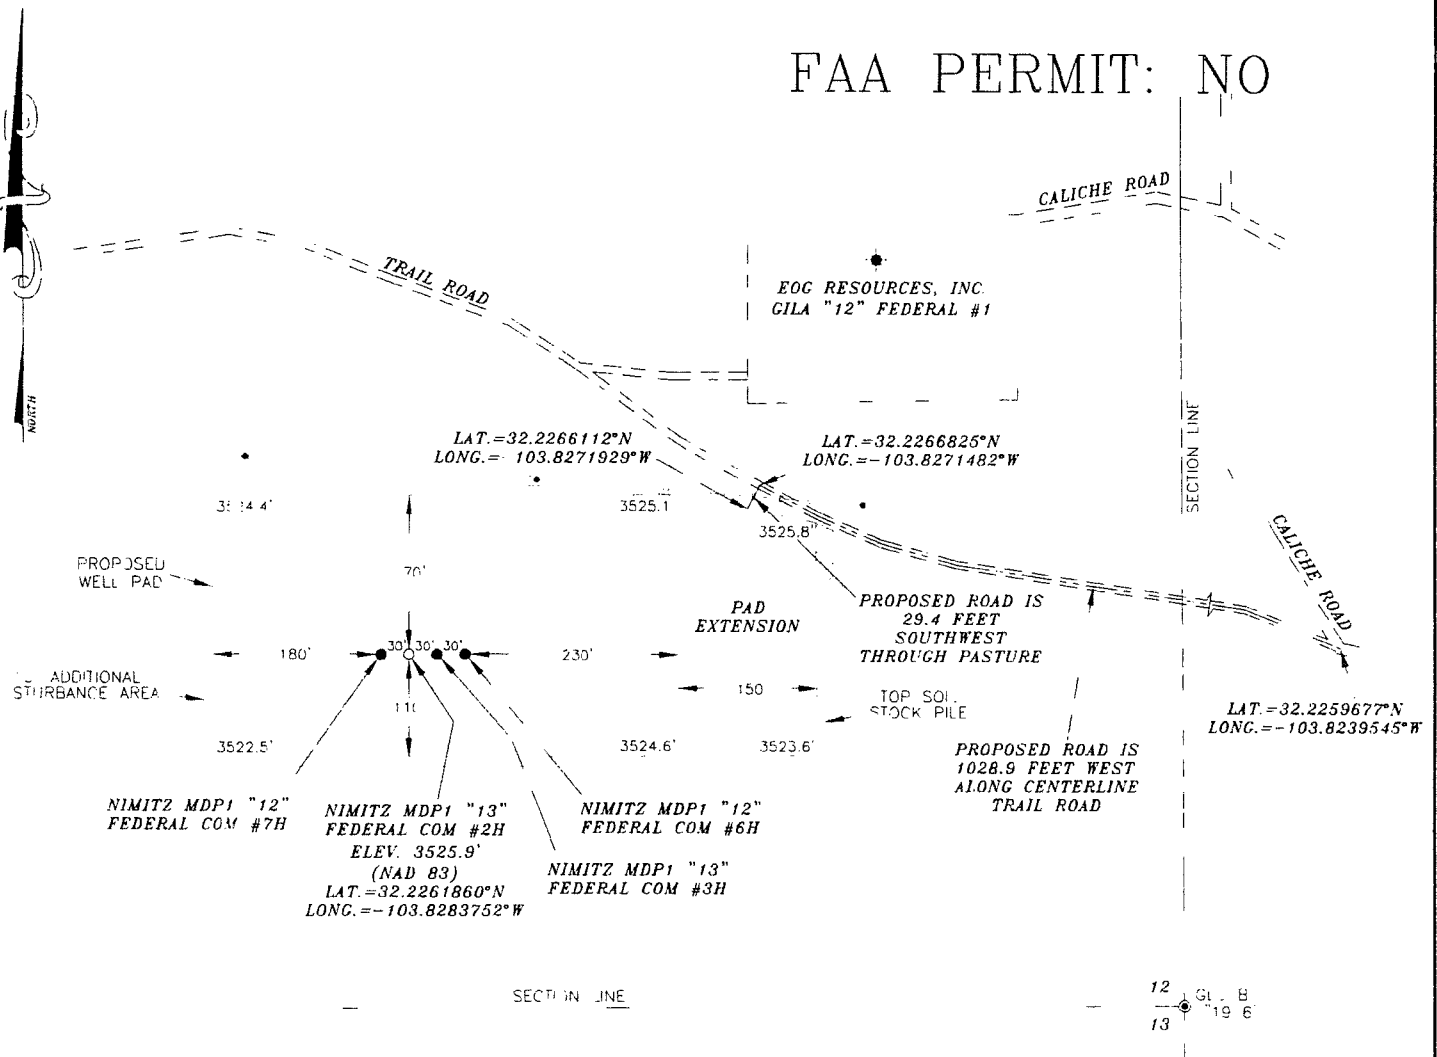 FAA PERMIT: NO
CALICHE ROAD
TRAIL ROAD
EOG RESOURCES, INC.
GILA "12" FEDERAL #1
NORTH
SECTION LINE
LAT.=32.2266112°N
LONG.= 103.8271929°W
LAT.=32.2266825°N
LONG.=-103.8271482°W
3525.1
3525.8"
CALICHE ROAD
PROPOSED
WELL PAD
70'
PAD
EXTENSION
PROPOSED ROAD IS
29.4 FEET
SOUTHWEST
THROUGH PASTURE
180'
30' 30' 30'
230'
ADDITIONAL
AREA
150
TOP SOIL
STOCK PILE
LAT.=32.2259677°N
LONG.=-103.8239545°W
3522.5'
3524.6'
3523.6'
PROPOSED ROAD IS
1028.9 FEET WEST
ALONG CENTERLINE
TRAIL ROAD
NIMITZ MDP1 "12"
FEDERAL COM #7H
NIMITZ MDP1 "13"
FEDERAL COM #2H
ELEV. 3525.9'
(NAD 83)
LAT.=32.2261860°N
LONG.=-103.8283752°W
NIMITZ MDP1 "12"
FEDERAL COM #6H
NIMITZ MDP1 "13"
FEDERAL COM #3H
SECTION LINE
12
13